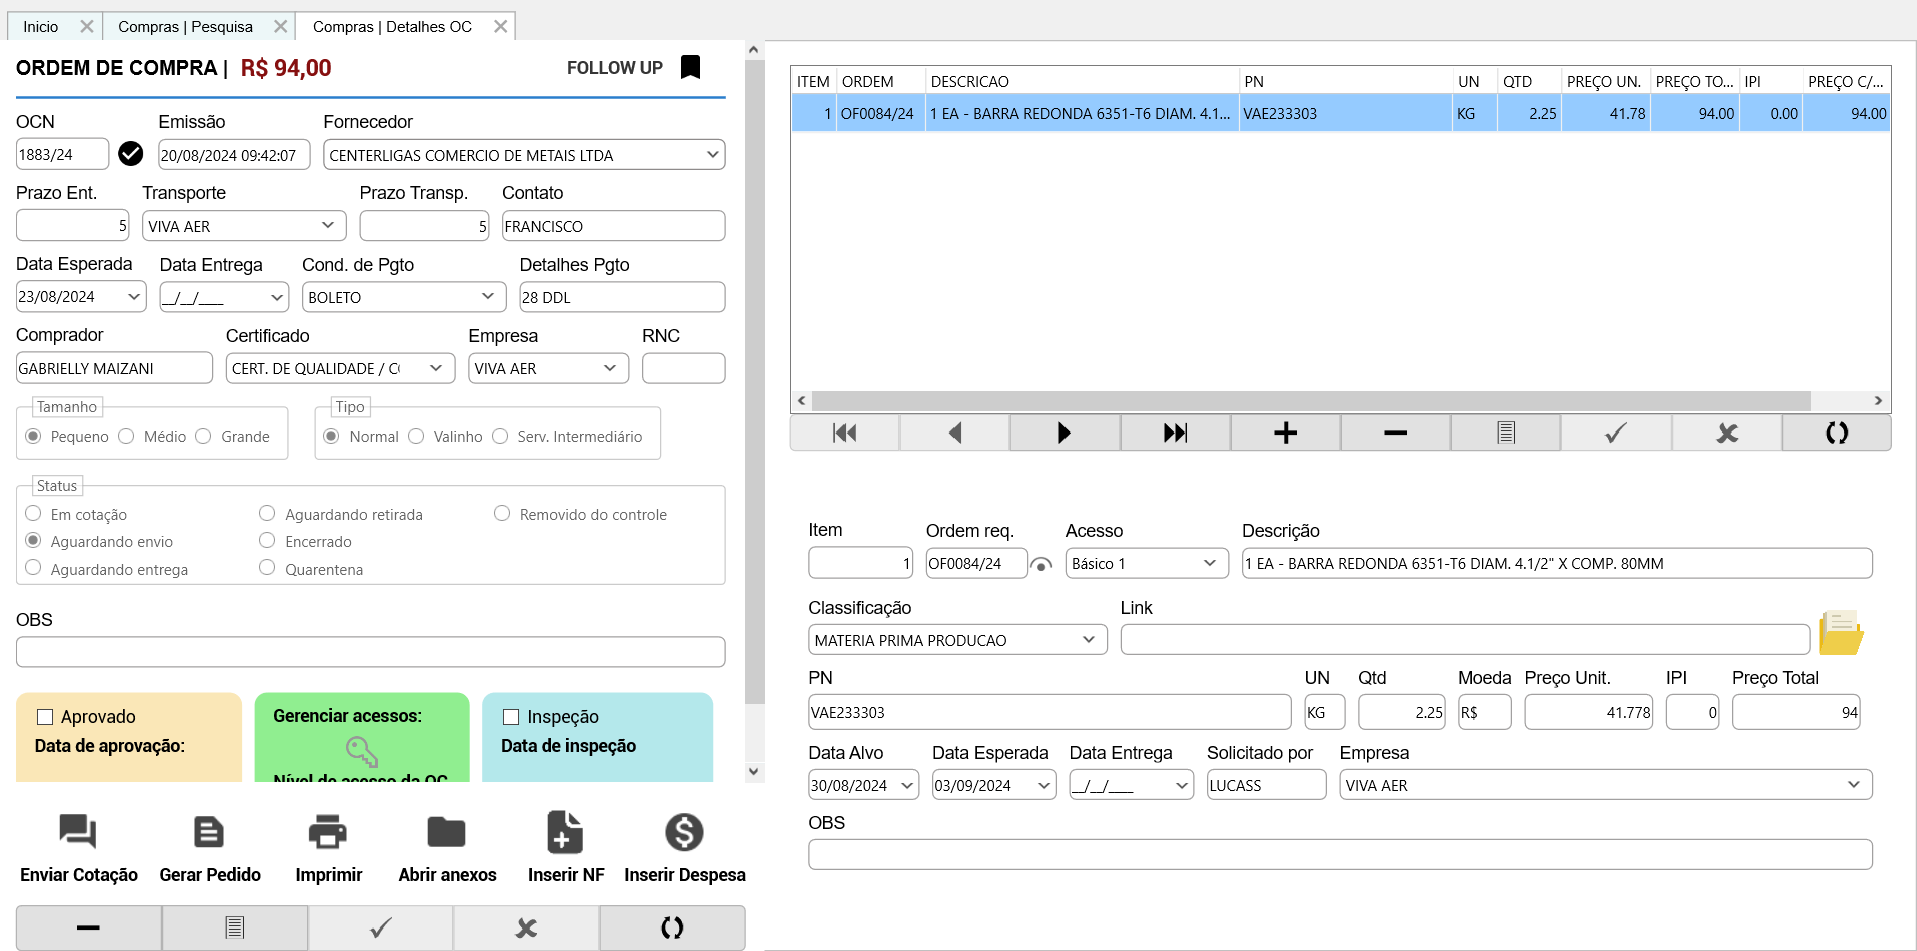 Inicio
Compras | Pesquisa
Compras | Detalhes OC
ORDEM DE COMPRA | R$ 94,00
FOLLOW UP
OCN Emissão Fornecedor
1883/24 20/08/2024 09:42:07 CENTERLIGAS COMERCIO DE METAIS LTDA
Prazo Ent. Transporte Prazo Transp. Contato
5 VIVA AER 5 FRANCISCO
Data Esperada Data Entrega Cond. de Pgto Detalhes Pgto
23/08/2024 __/__/____ BOLETO 28 DDL
Comprador Certificado Empresa RNC
GABRIELLY MAIZANI CERT. DE QUALIDADE / VIVA AER
Tamanho Tipo
Pequeno Médio Grande Normal Valinho Serv. Intermediário
Status
Em cotação Aguardando retirada Removido do controle
Aguardando envio Encerrado
Aguardando entrega Quarentena
OBS
Aprovado Gerenciar acessos: Inspeção
Data de aprovação: Data de inspeção
Nível de acesso da OC
Enviar Cotação Gerar Pedido Imprimir Abrir anexos Inserir NF Inserir Despesa
ITEM ORDEM DESCRICAO PN UN QTD PREÇO UN. PREÇO TO... IPI PREÇO C/...
1 OF0084/24 1 EA - BARRA REDONDA 6351-T6 DIAM. 4.1... VAE233303 KG 2.25 41.78 94.00 0.00 94.00
Item Ordem req. Acesso Descrição
1 OF0084/24 Básico 1 1 EA - BARRA REDONDA 6351-T6 DIAM. 4.1/2" X COMP. 80MM
Classificação Link
MATERIA PRIMA PRODUCAO
PN UN Qtd Moeda Preço Unit. IPI Preço Total
VAE233303 KG 2.25 R$ 41.778 0 94
Data Alvo Data Esperada Data Entrega Solicitado por Empresa
30/08/2024 03/09/2024 __/__/____ LUCASS VIVA AER
OBS